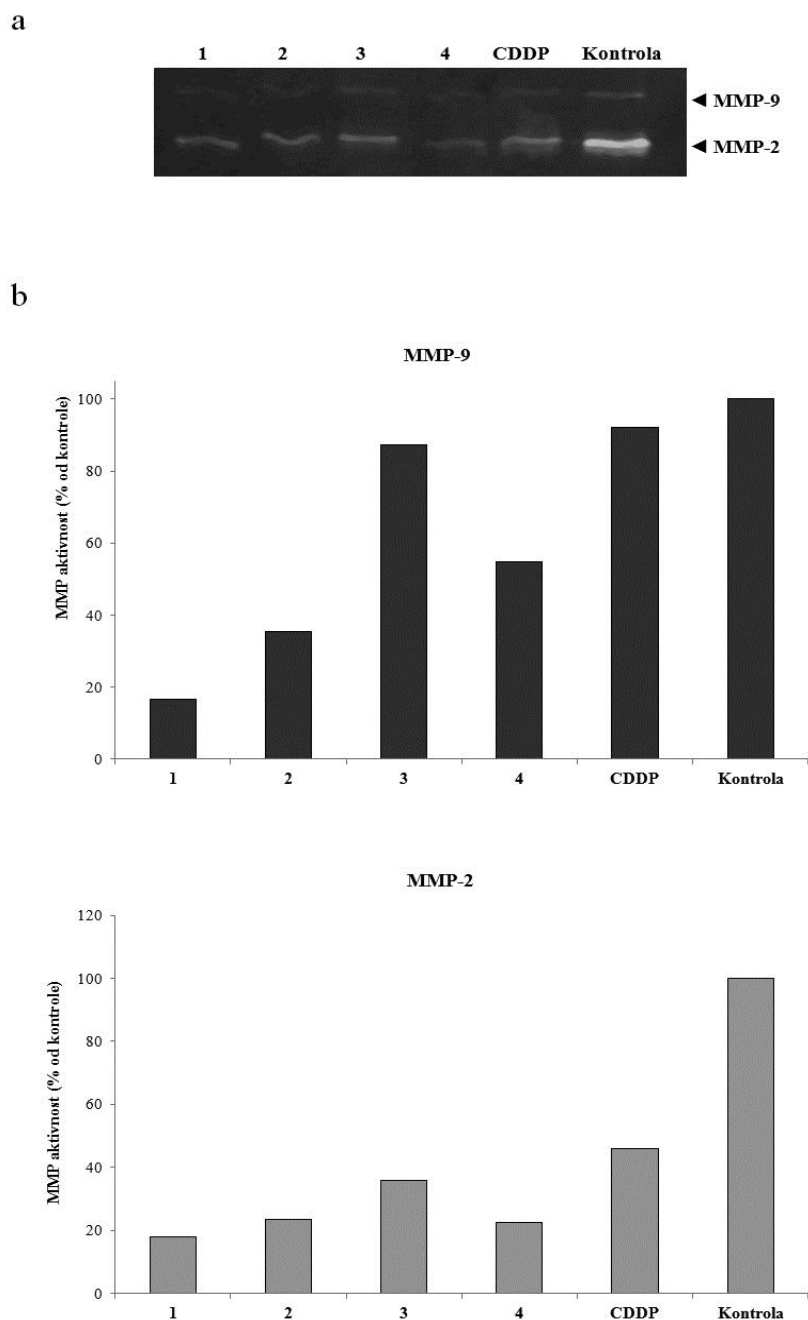 a
1 2 3 4 CDDP Kontrola
MMP-9
MMP-2
b
MMP-9
MMP aktivnost (% od kontrole)
100
80
60
40
20
0
1 2 3 4 CDDP Kontrola
MMP-2
MMP aktivnost (% od kontrole)
120
100
80
60
40
20
0
1 2 3 4 CDDP Kontrola